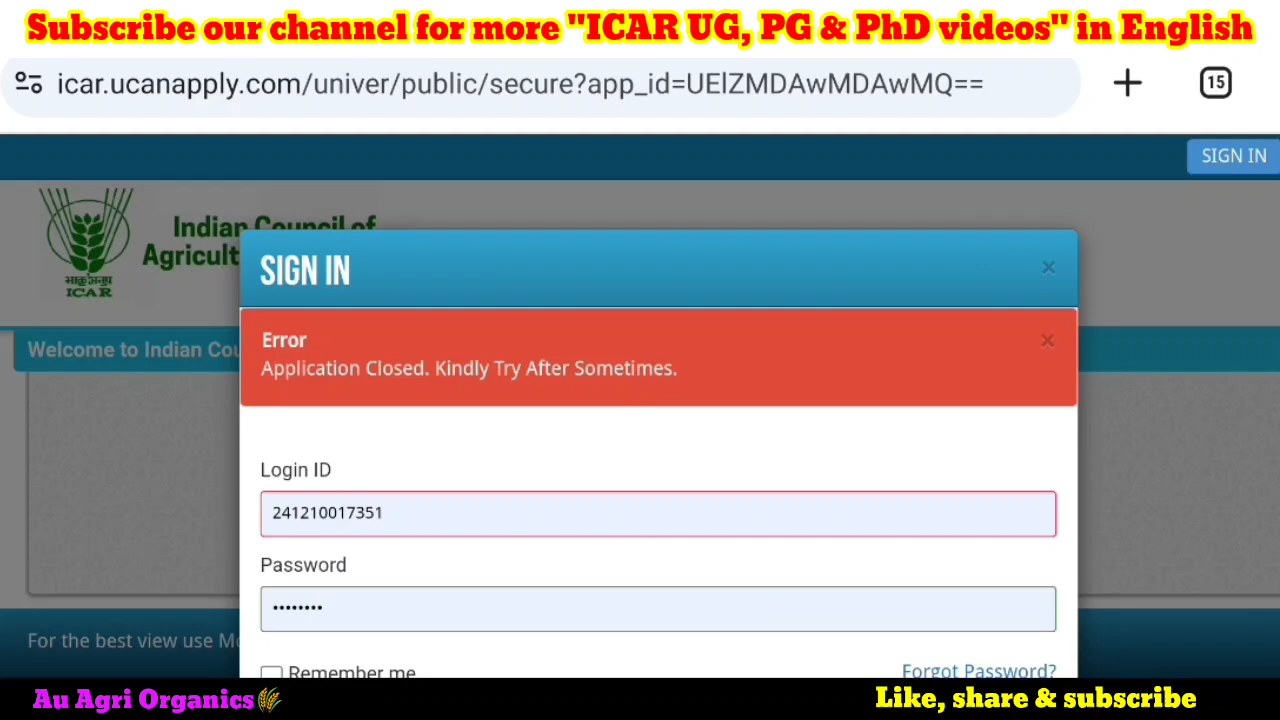 Subscribe our channel for more "ICAR UG, PG & PhD videos" in English
icar.ucanapply.com/univer/public/secure?app_id=UElZMDAwMDAwMQ==
15
SIGN IN
Indian Council of
Agricult
भाकृअनुप
ICAR
SIGN IN
×
Error
×
Application Closed. Kindly Try After Sometimes.
Welcome to Indian Cou
Login ID
241210017351
Password
••••••••
For the best view use Mo
Remember me
Forgot Password?
Au Agri Organics🌾
Like, share & subscribe